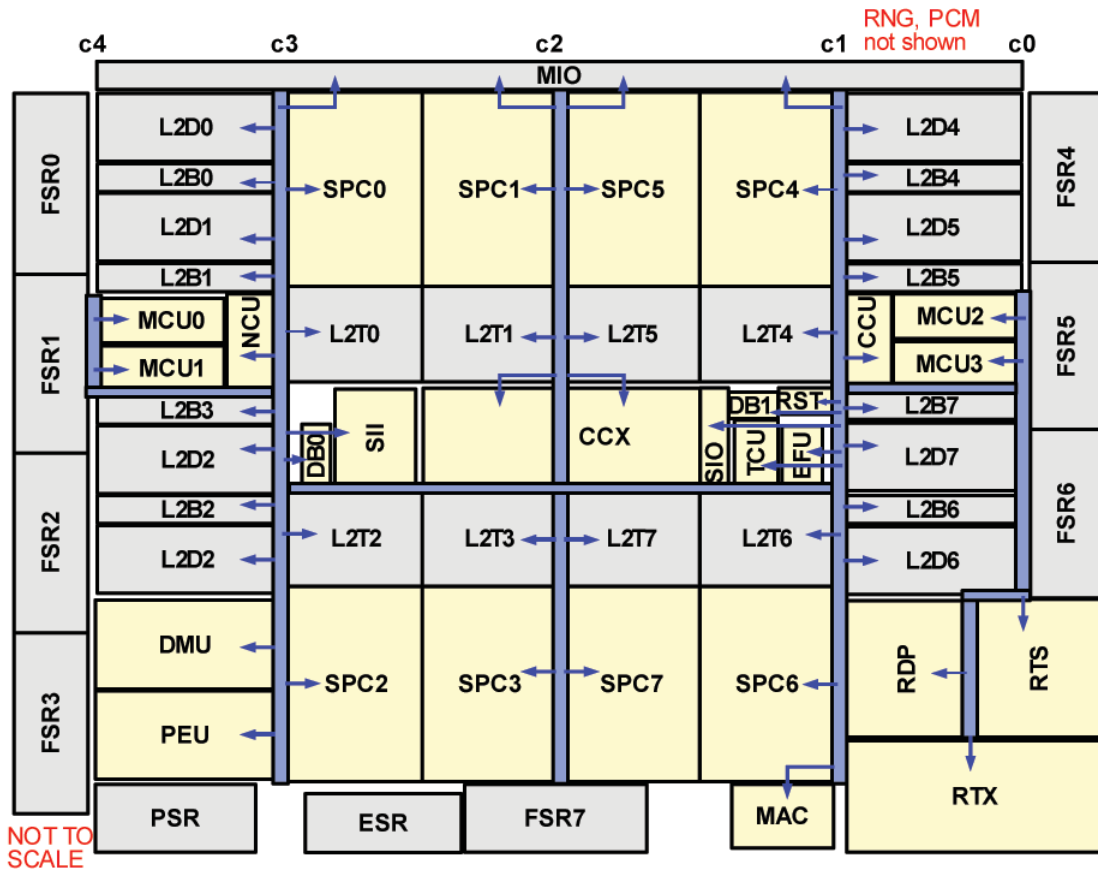 RNG, PCM
not shown
c4 c3 c2 c1 c0
MIO
FSR0
L2D0
L2B0
L2D1
L2B1
SPC0
SPC1
SPC5
SPC4
L2D4
L2B4
L2D5
L2B5
FSR4
FSR1
MCU0
MCU1
NCU
L2T0
L2T1
L2T5
L2T4
CCU
MCU2
MCU3
FSR5
L2B3
L2D2
L2B2
L2D2
DB0
SII
CCX
SIO
DB1
TCU
RST
EFU
L2B7
L2D7
L2B6
L2D6
FSR6
FSR2
L2T2
L2T3
L2T7
L2T6
FSR3
DMU
PEU
SPC2
SPC3
SPC7
SPC6
RDP
RTS
RTX
PSR
ESR
FSR7
MAC
NOT TO
SCALE